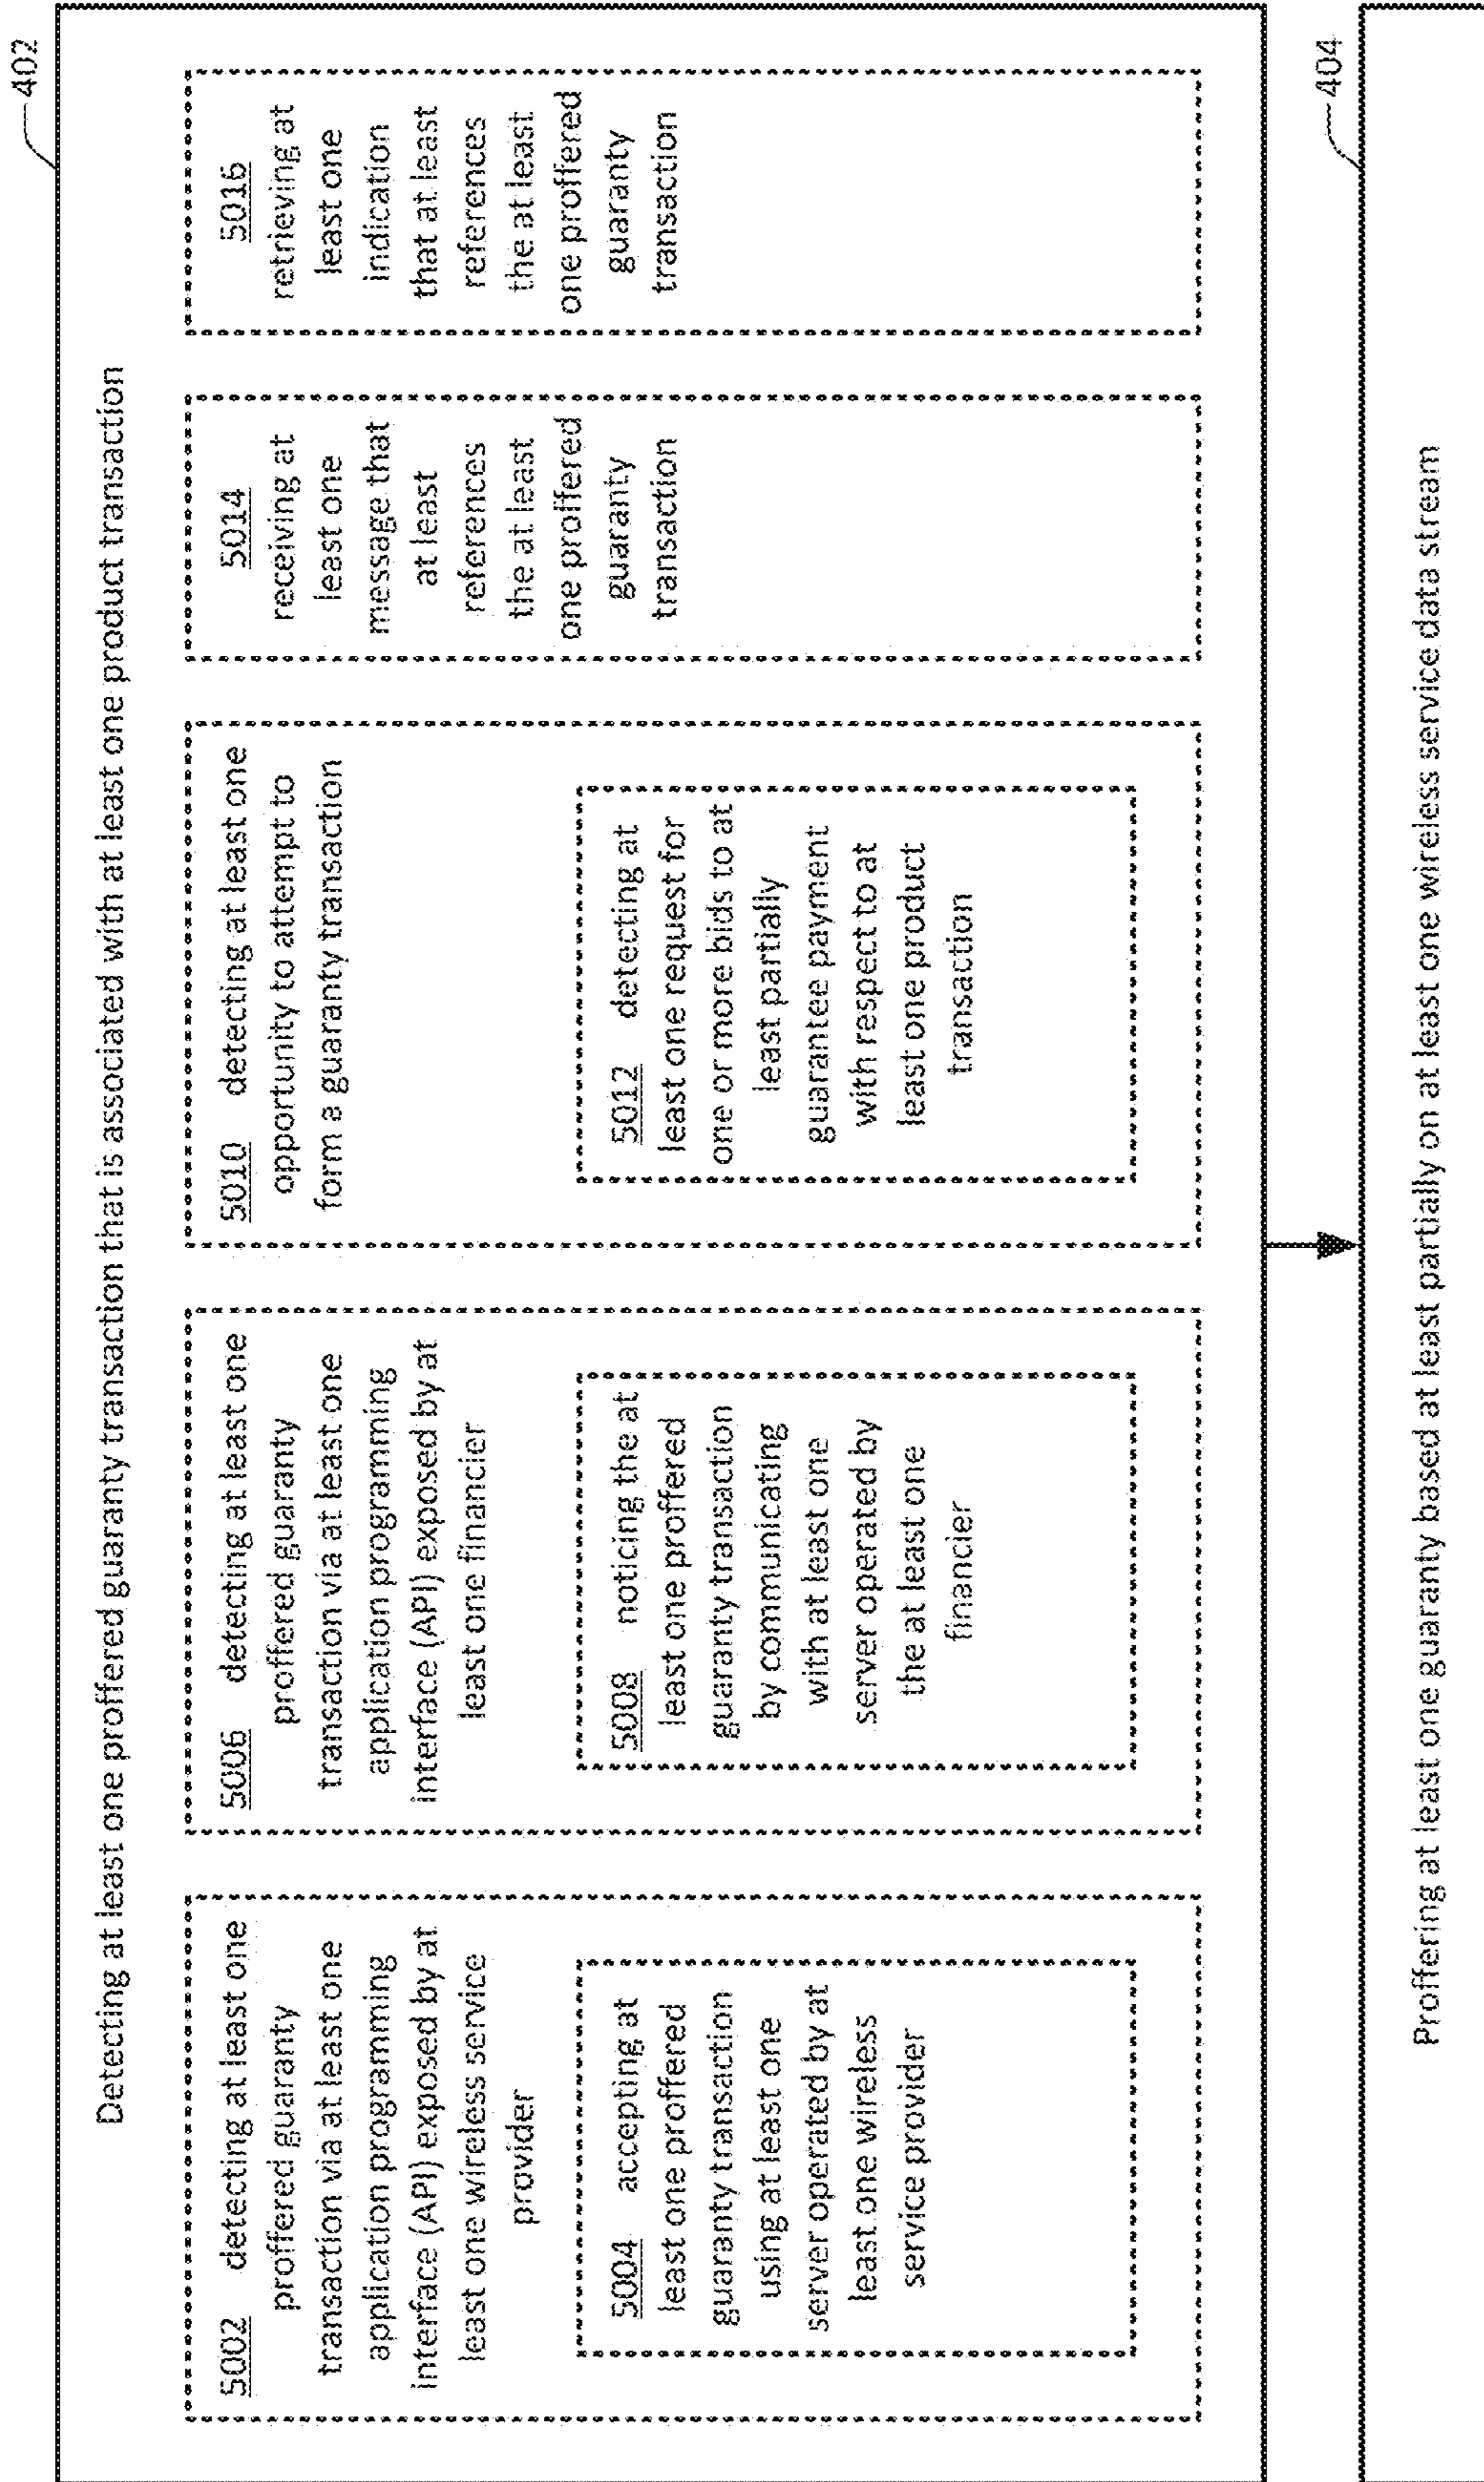 402
Detecting at least one proffered guaranty transaction that is associated with at least one product transaction
5002 detecting at least one
proffered guaranty
transaction via at least one
application programming
interface (API) exposed by at
least one wireless service
provider
5004 accepting at
least one proffered
guaranty transaction
using at least one
server operated by at
least one wireless
service provider
5006 detecting at least one
proffered guaranty
transaction via at least one
application programming
interface (API) exposed by at
least one financier
5008 noticing the at
least one proffered
guaranty transaction
by communicating
with at least one
server operated by
the at least one
financier
5010 detecting at least one
opportunity to attempt to
form a guaranty transaction
5012 detecting at
least one request for
one or more bids to at
least partially
guarantee payment
with respect to at
least one product
transaction
5014
receiving at
least one
message that
at least
references
the at least
one proffered
guaranty
transaction
5016
retrieving at
least one
indication
that at least
references
the at least
one proffered
guaranty
transaction
404
Proffering at least one guaranty based at least partially on at least one wireless service data stream